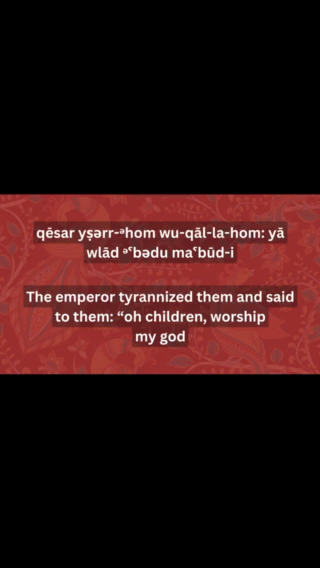 qēsar yṣərr-ᵊhom wu-qāl-la-hom: yā
wlād ᵊˤbədu maˤbūd-i
The emperor tyrannized them and said
to them: “oh children, worship
my god